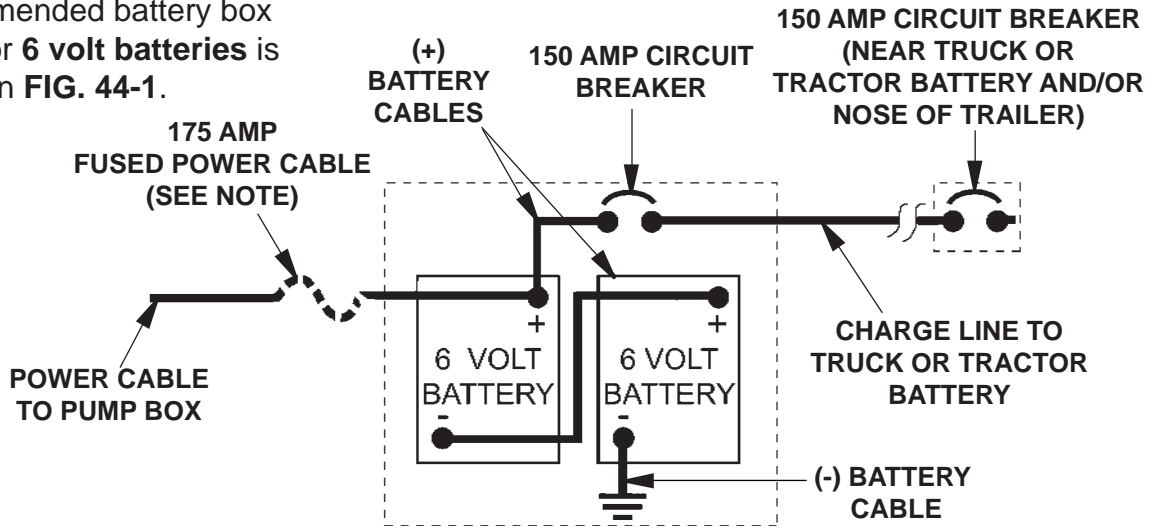 battery box
or 6 volt batteries is
n FIG. 44-1.
175 AMP
FUSED POWER CABLE
(SEE NOTE)
(+)
BATTERY
CABLES
150 AMP CIRCUIT
BREAKER
150 AMP CIRCUIT BREAKER
(NEAR TRUCK OR
TRACTOR BATTERY AND/OR
NOSE OF TRAILER)
+
6 VOLT
BATTERY
-
+
6 VOLT
BATTERY
-
POWER CABLE
TO PUMP BOX
CHARGE LINE TO
TRUCK OR TRACTOR
BATTERY
(-) BATTERY
CABLE